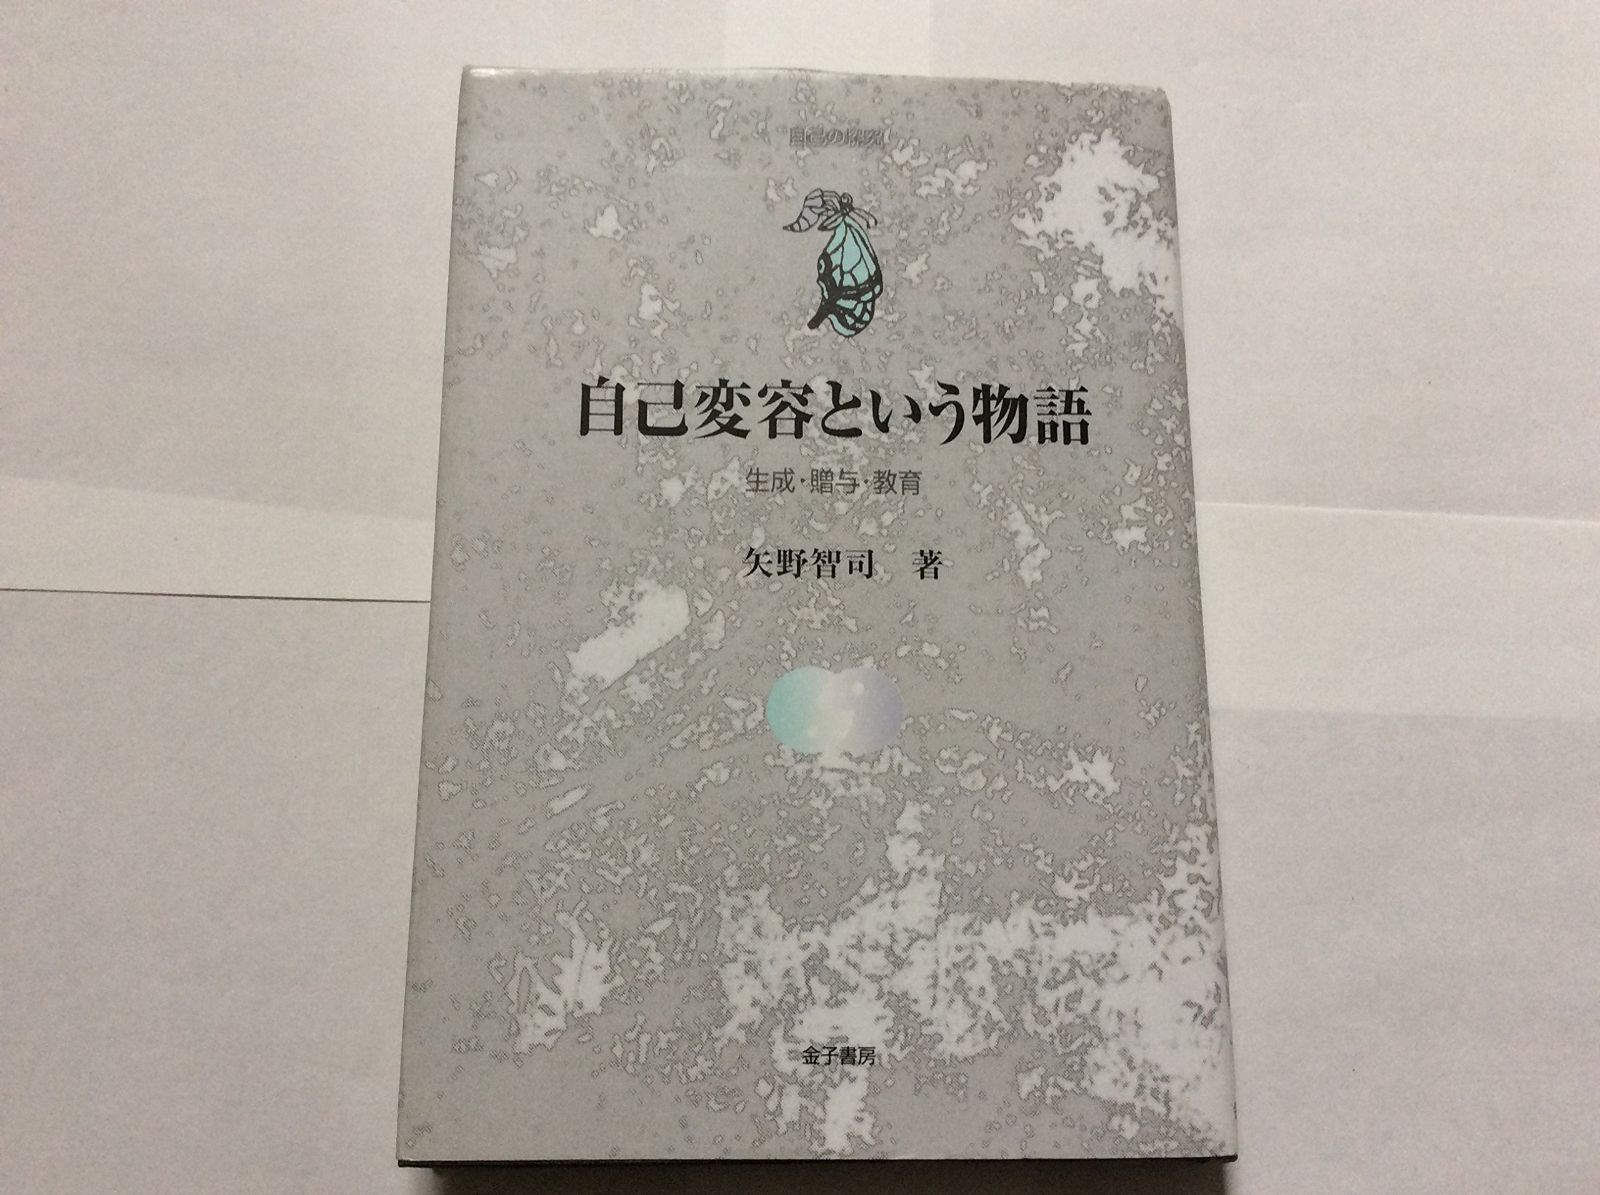 自己の探究
自己変容という物語
生成・贈与・教育
矢野智司 著
金子書房